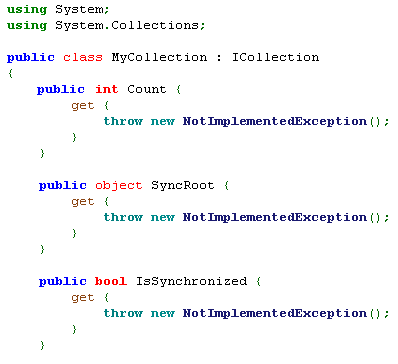 using System;
using System.Collections;
public class MyCollection : ICollection
{
public int Count {
get {
throw new NotImplementedException();
}
}
public object SyncRoot {
get {
throw new NotImplementedException();
}
}
public bool IsSynchronized {
get {
throw new NotImplementedException();
}
}